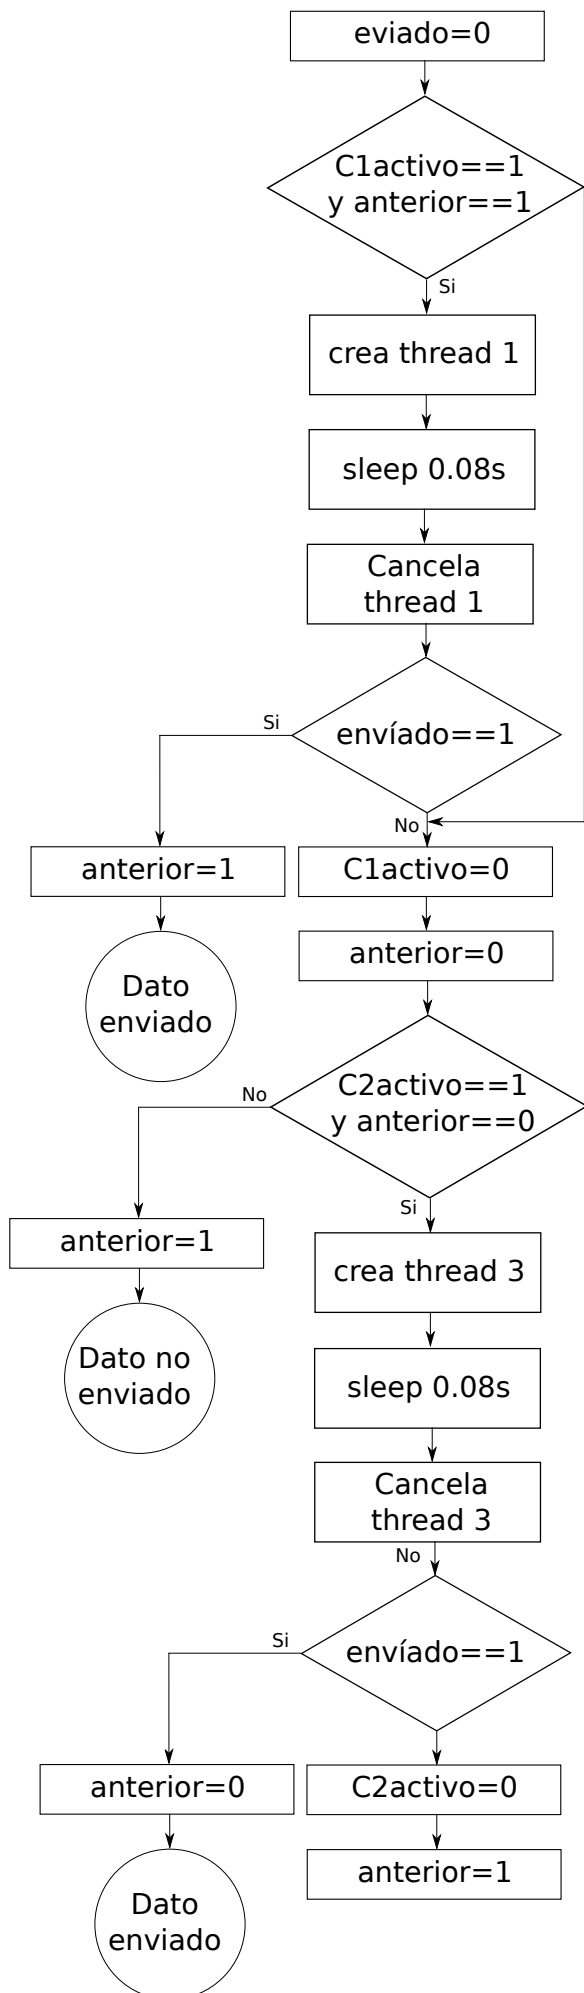 eviado=0
C1activo==1
y anterior==1
Si
crea thread 1
sleep 0.08s
Cancela
thread 1
Si
envíado==1
No
anterior=1
C1activo=0
Dato
enviado
anterior=0
No
C2activo==1
y anterior==0
Si
anterior=1
crea thread 3
Dato no
enviado
sleep 0.08s
Cancela
thread 3
No
Si
envíado==1
anterior=0
C2activo=0
Dato
enviado
anterior=1